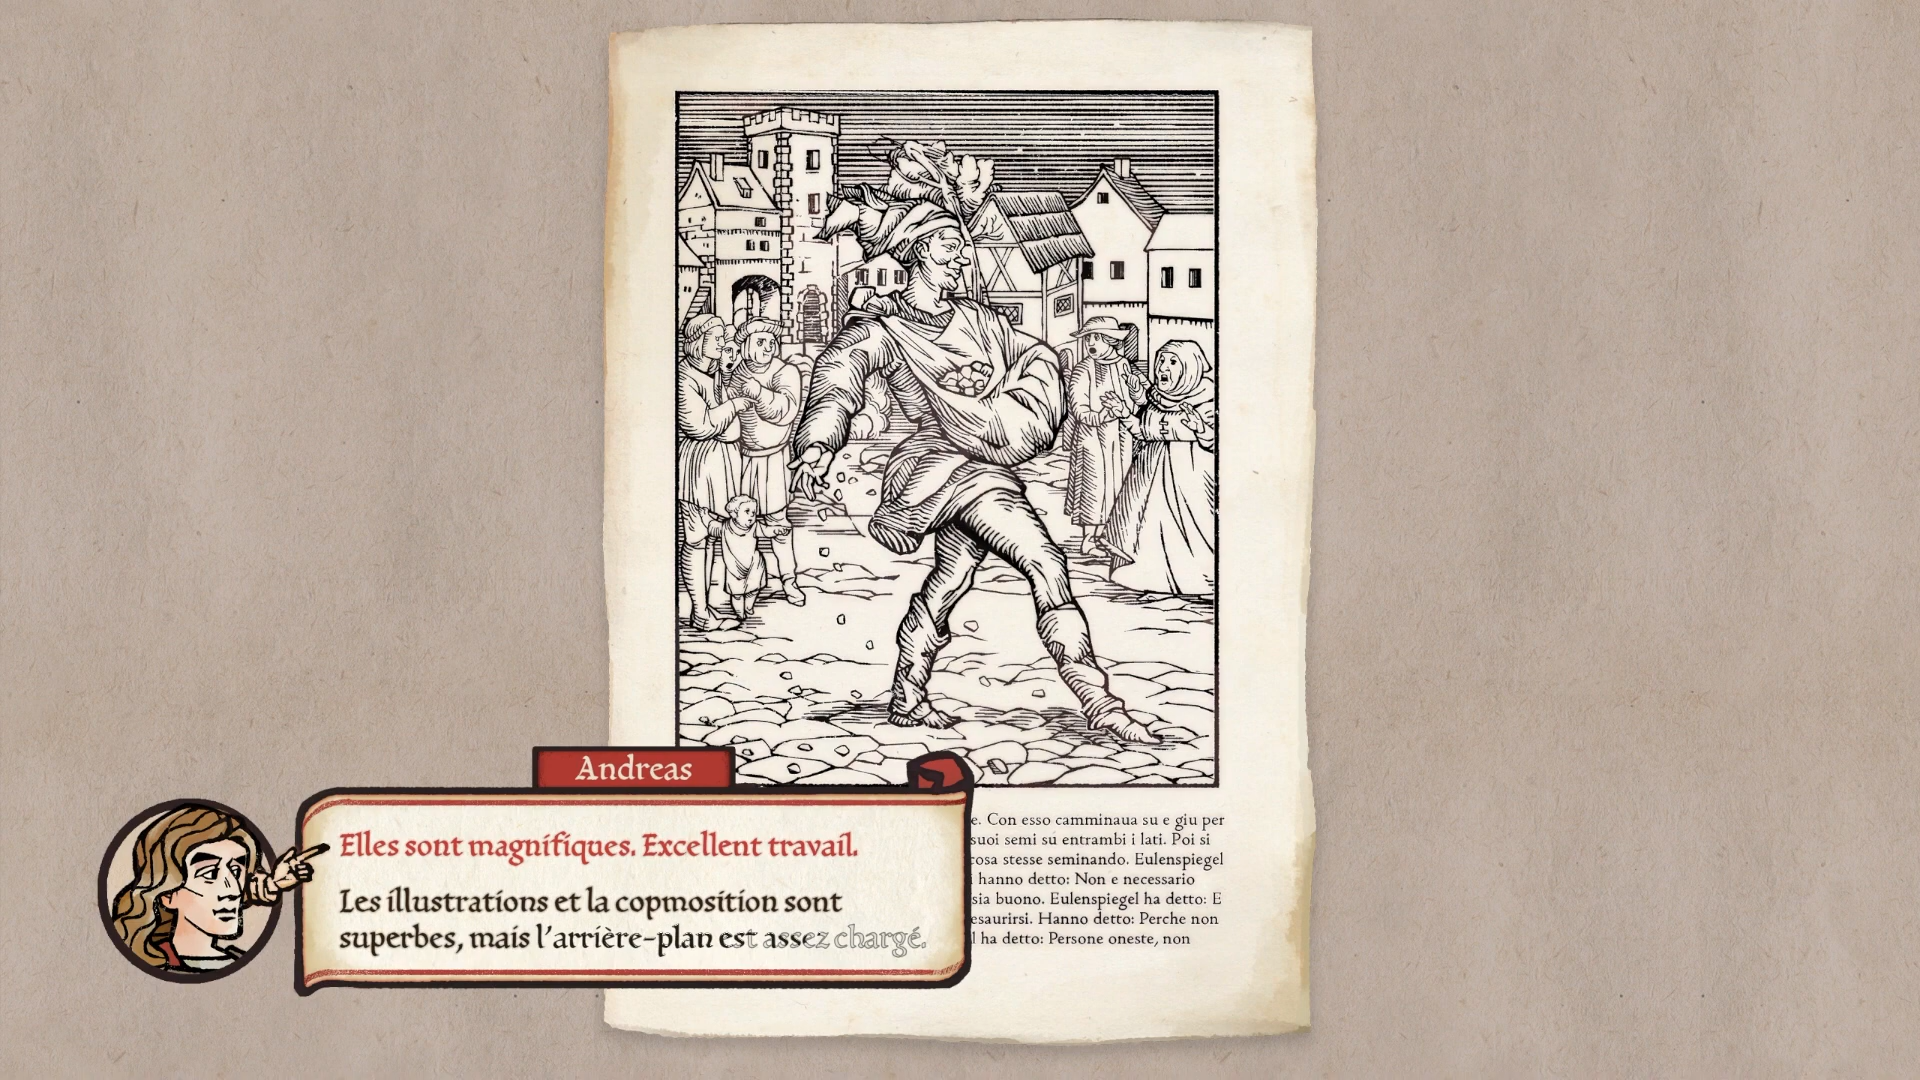 Andreas
Elles sont magnifiques. Excellent travail.
Les illustrations et la copmosition sont
superbes, mais l'arrière-plan est assez chargé.
e. Con esso camminaua su e giu per
suoi semi su entrambi i lati. Poi si
cosa stesse seminando. Eulenspiegel
i hanno detto: Non e necessario
sia buono. Eulenspiegel ha detto: E
esaurirsi. Hanno detto: Perche non
l ha detto: Persone oneste, non